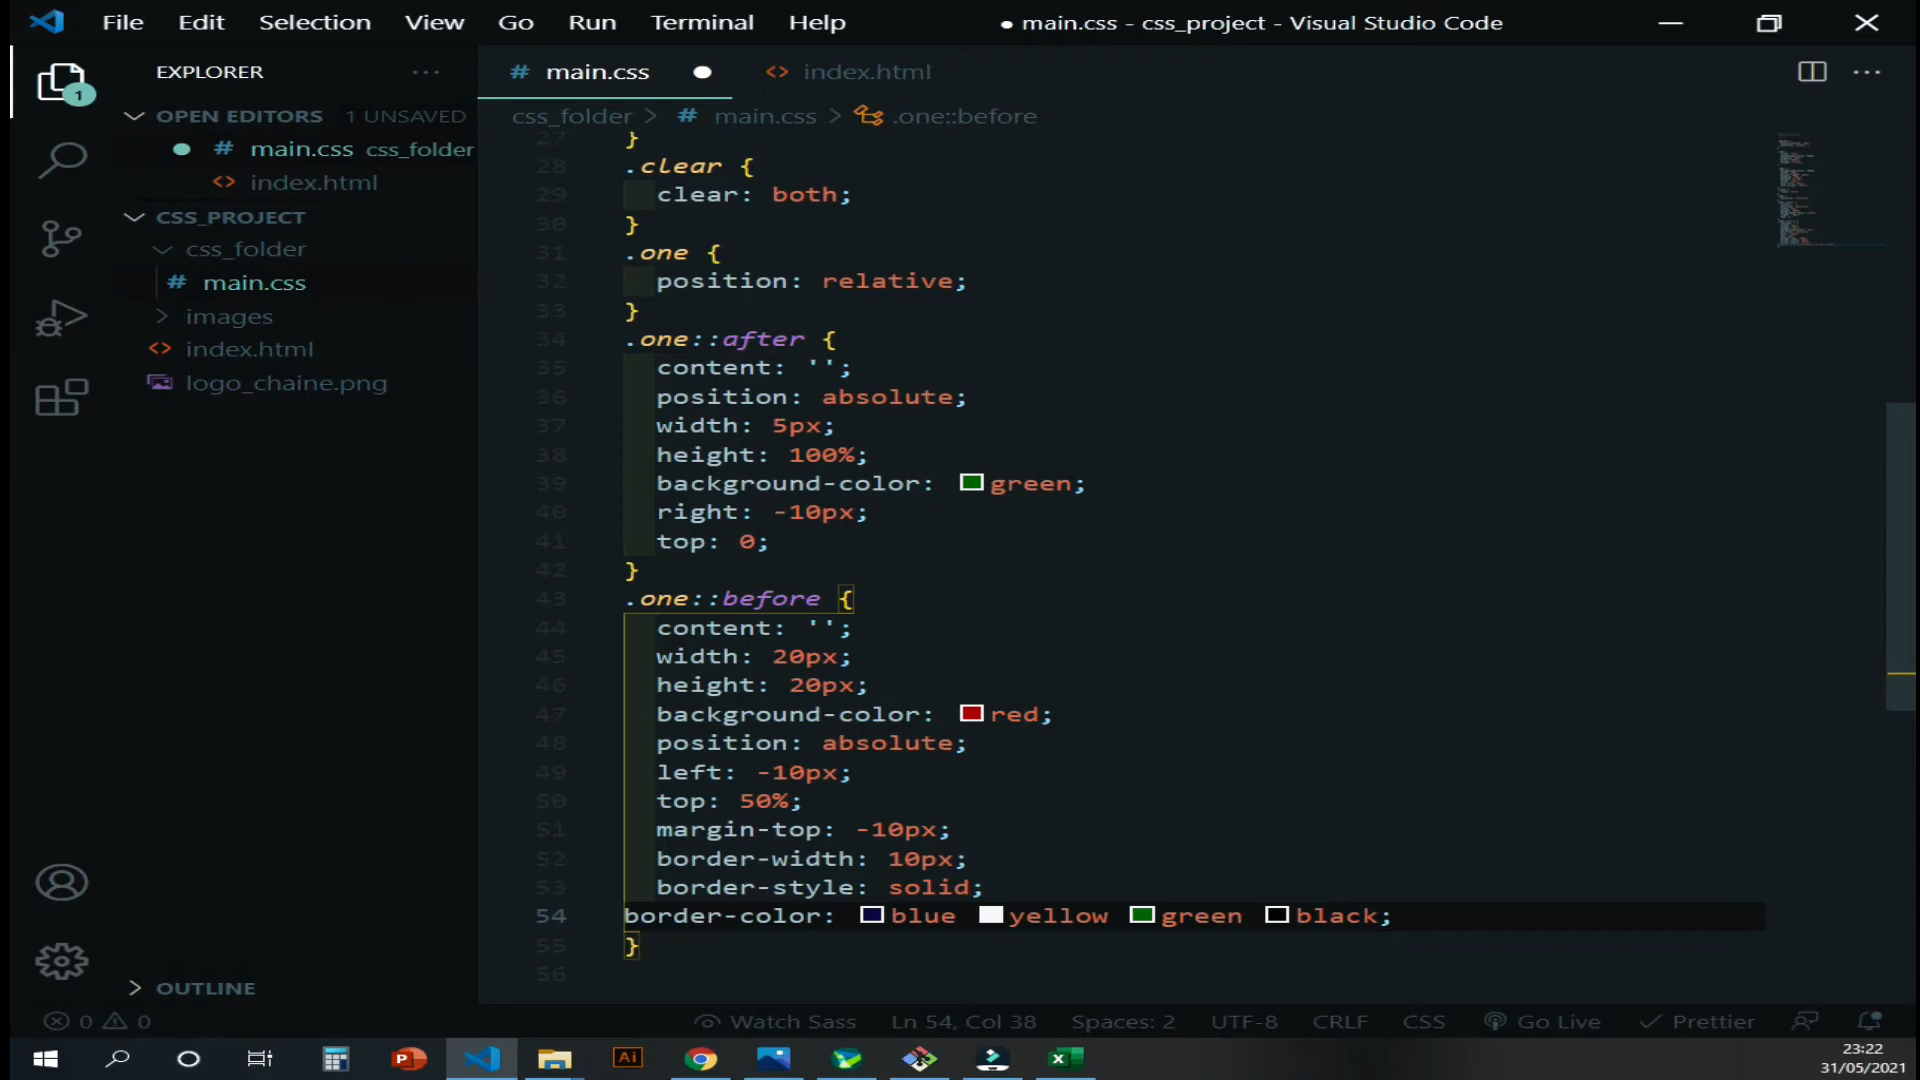 File Edit Selection View Go Run Terminal Help ● main.css - css_project - Visual Studio Code
EXPLORER ···
OPEN EDITORS 1 UNSAVED
● # main.css css_folder
<> index.html
CSS_PROJECT
css_folder
# main.css
images
<> index.html
logo_chaine.png
OUTLINE
1
# main.css ● <> index.html
css_folder > # main.css > .one::before
27 }
28 .clear {
29 clear: both;
30 }
31 .one {
32 position: relative;
33 }
34 .one::after {
35 content: '';
36 position: absolute;
37 width: 5px;
38 height: 100%;
39 background-color: green;
40 right: -10px;
41 top: 0;
42 }
43 .one::before {
44 content: '';
45 width: 20px;
46 height: 20px;
47 background-color: red;
48 position: absolute;
49 left: -10px;
50 top: 50%;
51 margin-top: -10px;
52 border-width: 10px;
53 border-style: solid;
54 border-color: blue yellow green black;
55 }
56
0 0 Watch Sass Ln 54, Col 38 Spaces: 2 UTF-8 CRLF CSS Go Live Prettier
P Ai X
23:22
31/05/2021